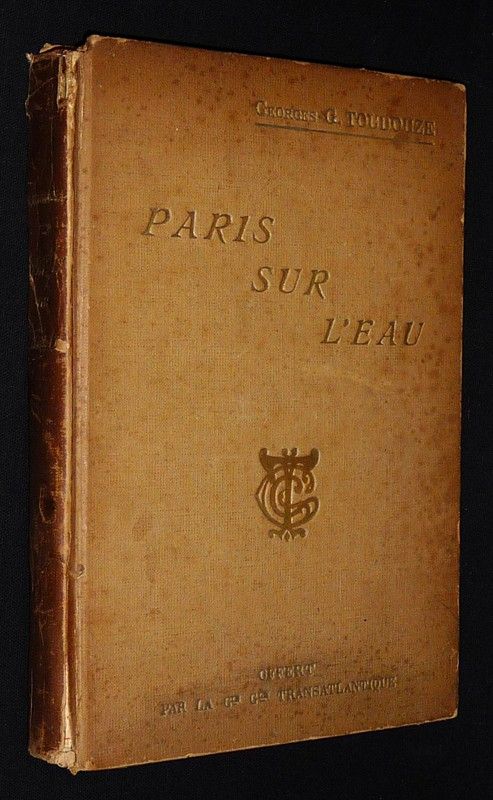 GEORGES G. TOUDOUZE
PARIS
SUR
L'EAU
OFFERT
PAR LA Cie Gle TRANSATLANTIQUE